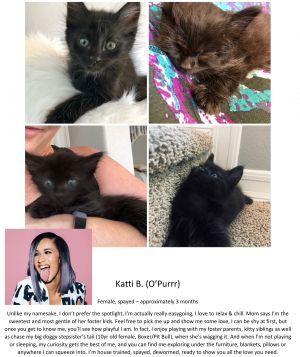 Katti B. (O'Purrr)
Female, spayed – approximately 3 months
Unlike my namesake, I don't prefer the spotlight, I'm actually really easygoing. I love to relax & chill. Mom says I'm the
sweetest and most gentle of her foster kids. Feel free to pick me up and show me some love, I can be shy at first, but
once you get to know me, you'll see how playful I am. In fact, I enjoy playing with my foster parents, kitty siblings as well
as chase my big doggy stepsister's tail (10yr old female, Boxer/Pit Bull), when she's wagging it. And when I'm not playing
or sleeping, my curiosity gets the best of me, and you can find me exploring under the furniture, blankets, pillows or
anywhere i can squeeze into. I'm house trained, spayed, dewormed, ready to show you all the love you need.